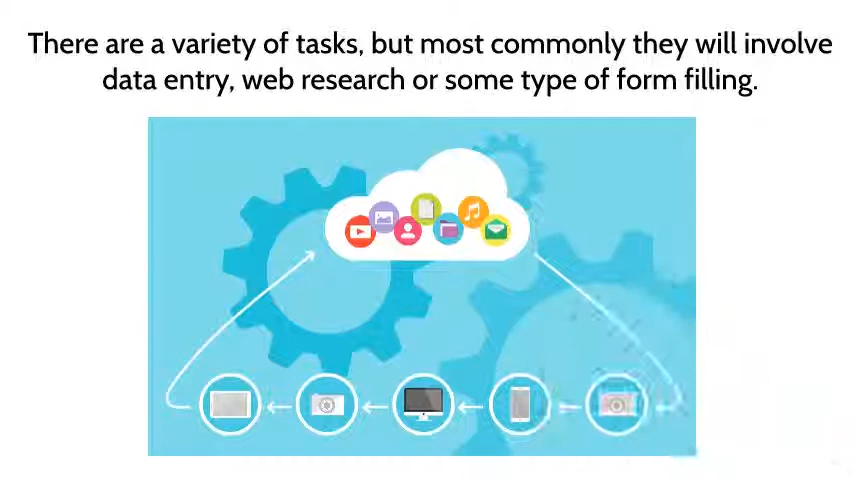 There are a variety of tasks, but most commonly they will involve
data entry, web research or some type of form filling.